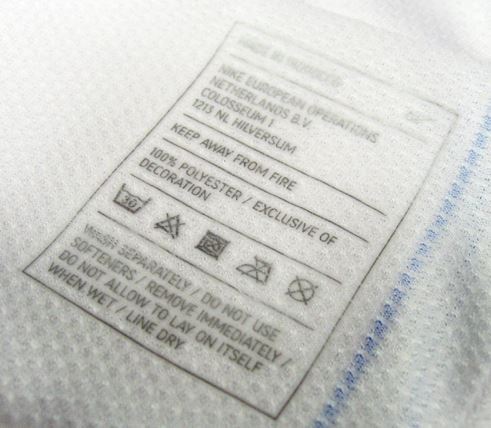 NIKE EUROPEAN OPERATIONS
NETHERLANDS B.V.
COLOSSEUM 1
1213 NL HILVERSUM
KEEP AWAY FROM FIRE
100% POLYESTER / EXCLUSIVE OF
DECORATION
30
WASH SEPARATELY / DO NOT USE
SOFTENERS / REMOVE IMMEDIATELY /
DO NOT ALLOW TO LAY ON ITSELF
WHEN WET / LINE DRY